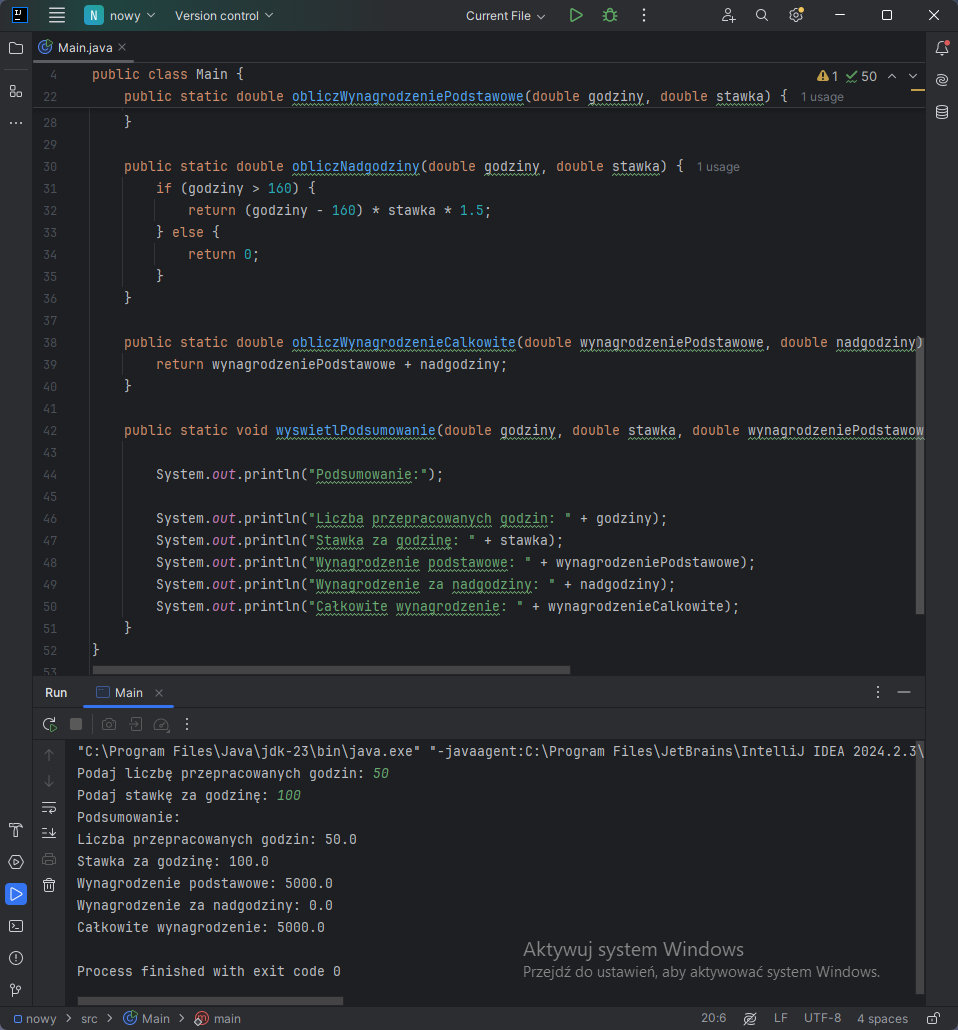 nowy Version control Current File
Main.java
1 50
4 public class Main {
22 public static double obliczWynagrodzeniePodstawowe(double godziny, double stawka) { 1 usage
28 }
29
30 public static double obliczNadgodziny(double godziny, double stawka) { 1 usage
31 if (godziny > 160) {
32 return (godziny - 160) * stawka * 1.5;
33 } else {
34 return 0;
35 }
36 }
37
38 public static double obliczWynagrodzenieCalkowite(double wynagrodzeniePodstawowe, double nadgodziny)
39 return wynagrodzeniePodstawowe + nadgodziny;
40 }
41
42 public static void wyswietlPodsumowanie(double godziny, double stawka, double wynagrodzeniePodstawow
43
44 System.out.println("Podsumowanie:");
45
46 System.out.println("Liczba przepracowanych godzin: " + godziny);
47 System.out.println("Stawka za godzinę: " + stawka);
48 System.out.println("Wynagrodzenie podstawowe: " + wynagrodzeniePodstawowe);
49 System.out.println("Wynagrodzenie za nadgodziny: " + nadgodziny);
50 System.out.println("Całkowite wynagrodzenie: " + wynagrodzenieCalkowite);
51 }
52 }
53
Run Main
"C:\Program Files\Java\jdk-23\bin\java.exe" "-javaagent:C:\Program Files\JetBrains\IntelliJ IDEA 2024.2.3\
Podaj liczbę przepracowanych godzin: 50
Podaj stawkę za godzinę: 100
Podsumowanie:
Liczba przepracowanych godzin: 50.0
Stawka za godzinę: 100.0
Wynagrodzenie podstawowe: 5000.0
Wynagrodzenie za nadgodziny: 0.0
Całkowite wynagrodzenie: 5000.0
Process finished with exit code 0
Aktywuj system Windows
Przejdź do ustawień, aby aktywować system Windows.
nowy > src > Main > main 20:6 LF UTF-8 4 spaces